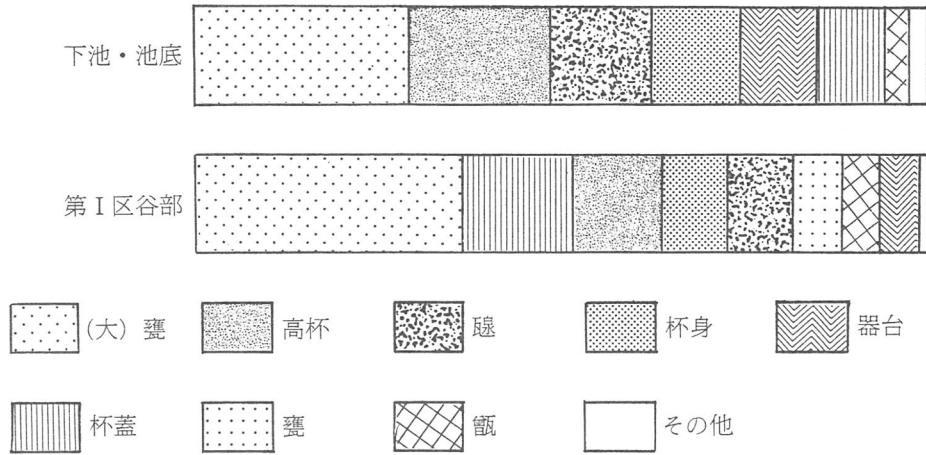 下池・池底
第Ⅰ区谷部
(大) 甕 高杯 𤭯 杯身 器台
杯蓋 甕 甑 その他